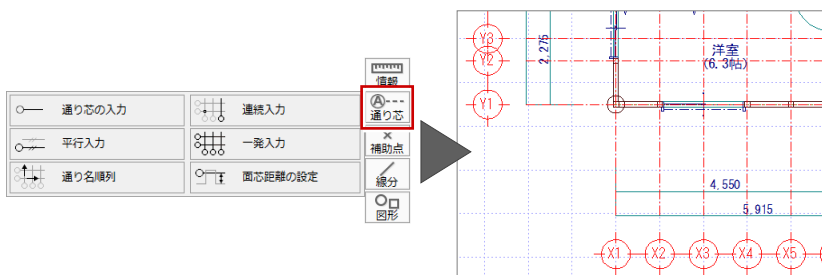 情報
通り芯の入力
連続入力
A
通り芯
平行入力
一発入力
補助点
通り名順列
面芯距離の設定
線分
図形
Y3
Y2
Y1
2,275
洋室
(6.3帖)
4,550
5,915
X1
X2
X3
X4
X5